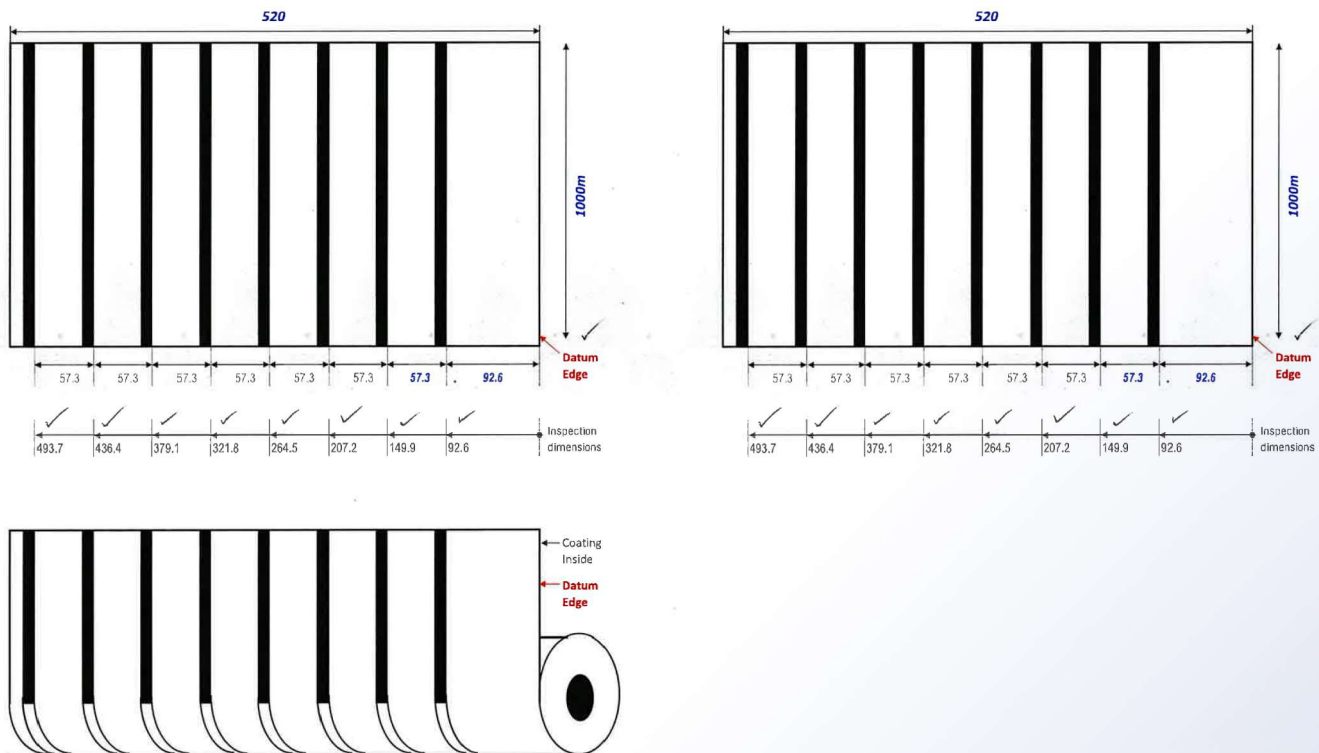 520
1000m
Datum
Edge
57.3 57.3 57.3 57.3 57.3 57.3 57.3 92.6
493.7 436.4 379.1 321.8 264.5 207.2 149.9 92.6
Inspection
dimensions
520
1000m
Datum
Edge
57.3 57.3 57.3 57.3 57.3 57.3 57.3 92.6
493.7 436.4 379.1 321.8 264.5 207.2 149.9 92.6
Inspection
dimensions
Coating
Inside
Datum
Edge